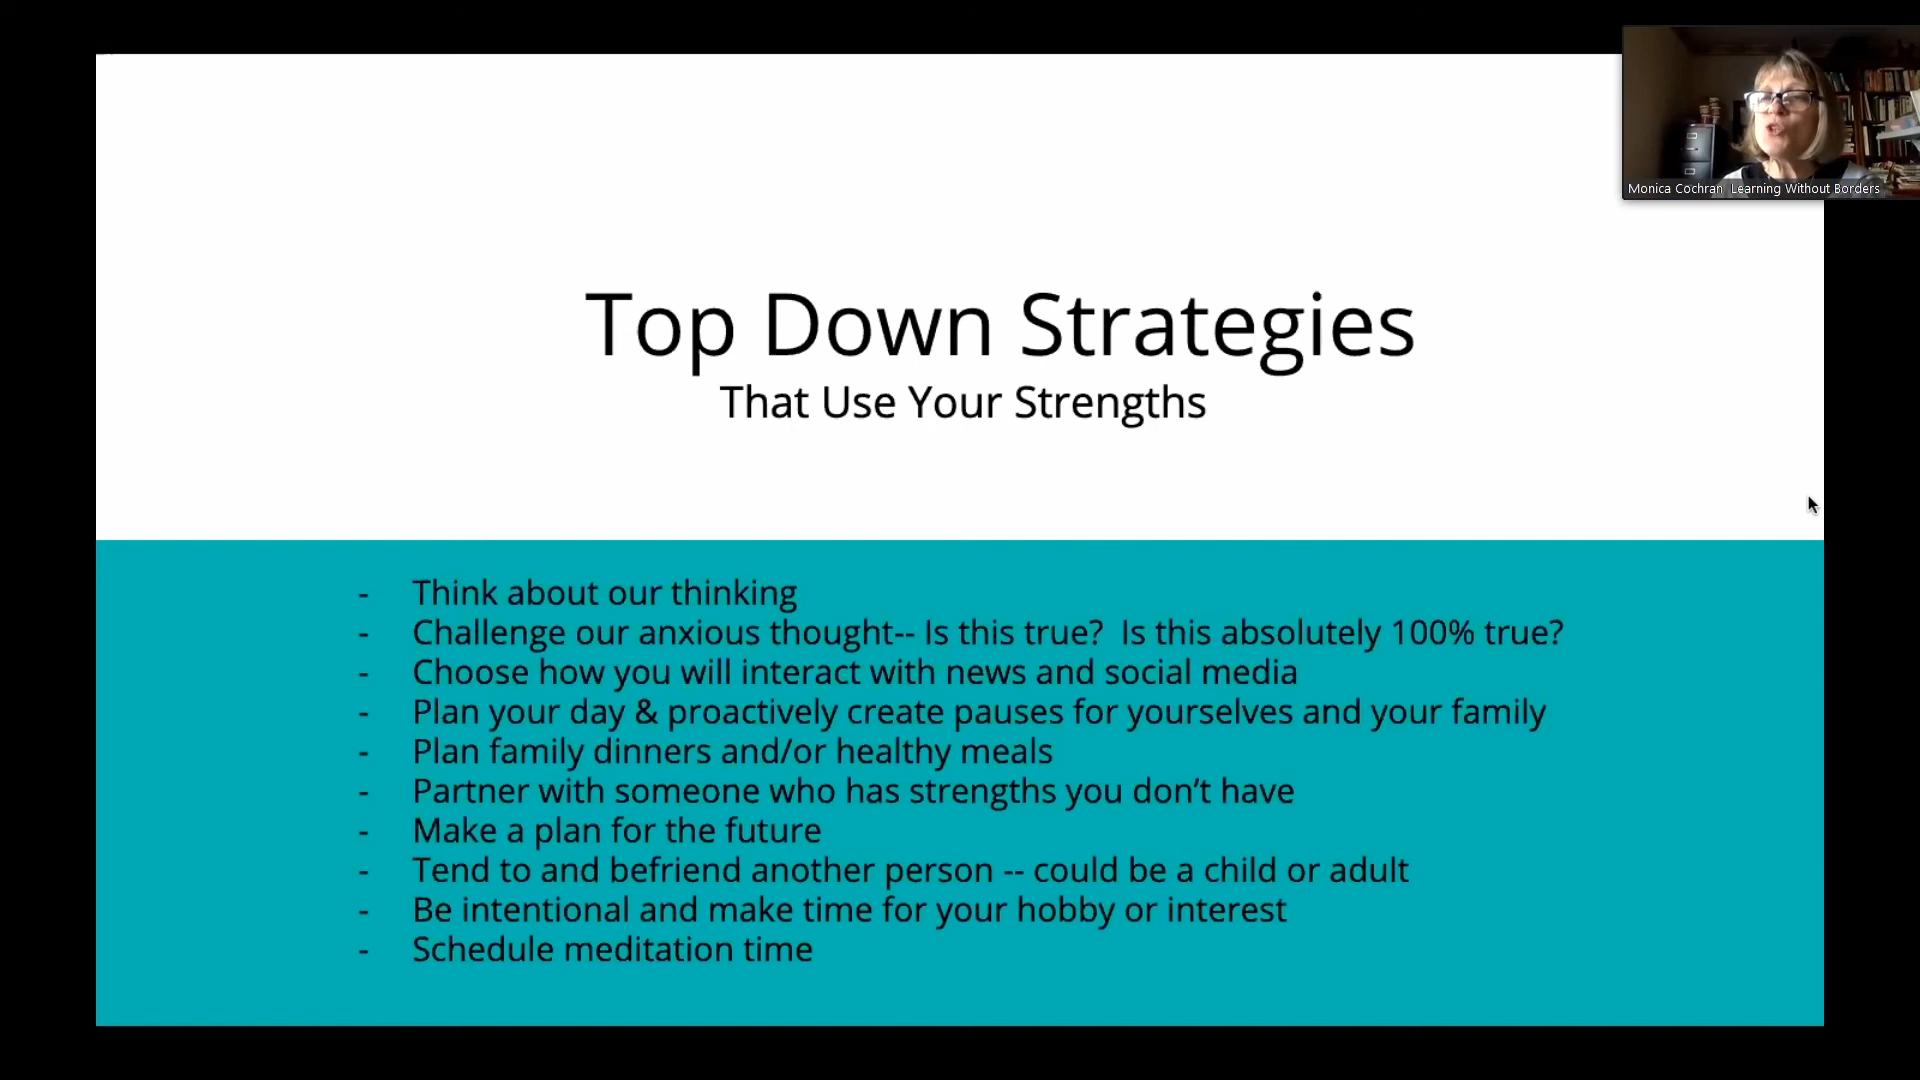 Monica Cochran  Learning Without Borders
Top Down Strategies
That Use Your Strengths
- Think about our thinking
- Challenge our anxious thought-- Is this true?  Is this absolutely 100% true?
- Choose how you will interact with news and social media
- Plan your day & proactively create pauses for yourselves and your family
- Plan family dinners and/or healthy meals
- Partner with someone who has strengths you don’t have
- Make a plan for the future
- Tend to and befriend another person -- could be a child or adult
- Be intentional and make time for your hobby or interest
- Schedule meditation time